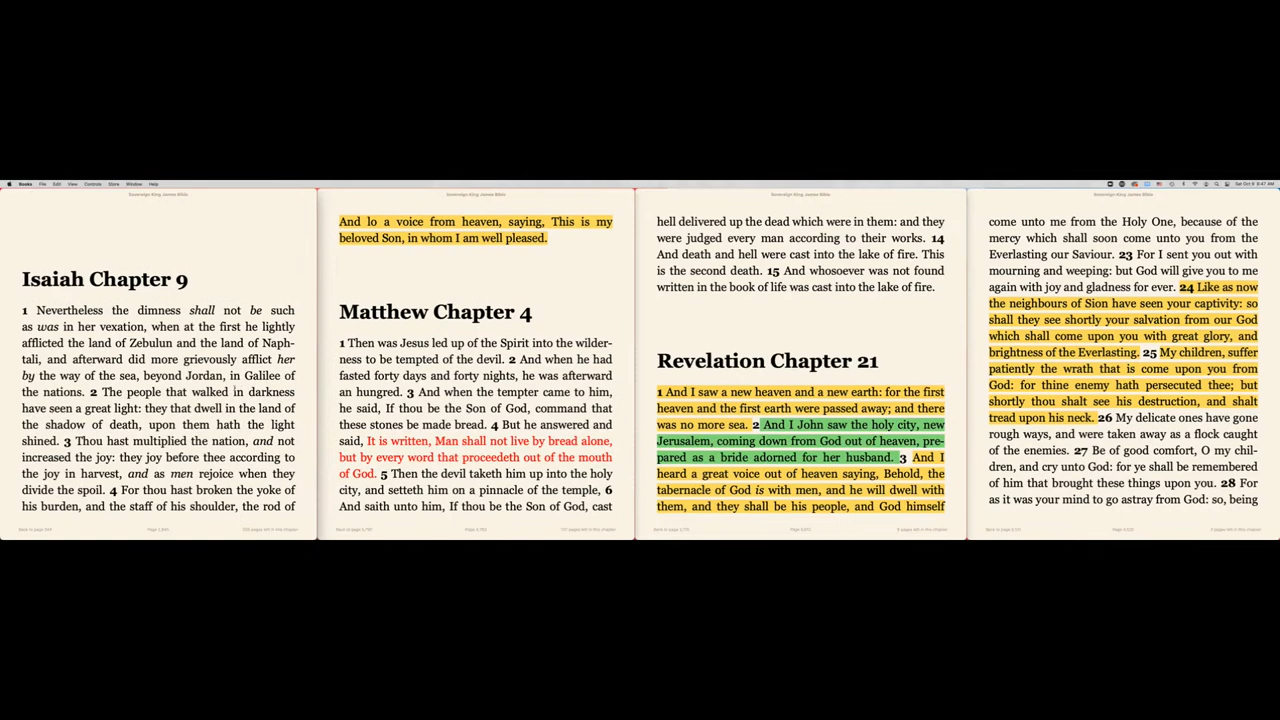 Books File Edit View Controls Store Window Help
Sat Oct 9 9:47 AM
Sovereign King James Bible
Isaiah Chapter 9
1 Nevertheless the dimness shall not be such
as was in her vexation, when at the first he lightly
afflicted the land of Zebulun and the land of Naph-
tali, and afterward did more grievously afflict her
by the way of the sea, beyond Jordan, in Galilee of
the nations. 2 The people that walked in darkness
have seen a great light: they that dwell in the land of
the shadow of death, upon them hath the light
shined. 3 Thou hast multiplied the nation, and not
increased the joy: they joy before thee according to
the joy in harvest, and as men rejoice when they
divide the spoil. 4 For thou hast broken the yoke of
his burden, and the staff of his shoulder, the rod of
Sovereign King James Bible
And lo a voice from heaven, saying, This is my
beloved Son, in whom I am well pleased.
Matthew Chapter 4
1 Then was Jesus led up of the Spirit into the wilder-
ness to be tempted of the devil. 2 And when he had
fasted forty days and forty nights, he was afterward
an hungred. 3 And when the tempter came to him,
he said, If thou be the Son of God, command that
these stones be made bread. 4 But he answered and
said, It is written, Man shall not live by bread alone,
but by every word that proceedeth out of the mouth
of God. 5 Then the devil taketh him up into the holy
city, and setteth him on a pinnacle of the temple, 6
And saith unto him, If thou be the Son of God, cast
Sovereign King James Bible
hell delivered up the dead which were in them: and they
were judged every man according to their works. 14
And death and hell were cast into the lake of fire. This
is the second death. 15 And whosoever was not found
written in the book of life was cast into the lake of fire.
Revelation Chapter 21
1 And I saw a new heaven and a new earth: for the first
heaven and the first earth were passed away; and there
was no more sea. 2 And I John saw the holy city, new
Jerusalem, coming down from God out of heaven, pre-
pared as a bride adorned for her husband. 3 And I
heard a great voice out of heaven saying, Behold, the
tabernacle of God is with men, and he will dwell with
them, and they shall be his people, and God himself
Sovereign King James Bible
come unto me from the Holy One, because of the
mercy which shall soon come unto you from the
Everlasting our Saviour. 23 For I sent you out with
mourning and weeping: but God will give you to me
again with joy and gladness for ever. 24 Like as now
the neighbours of Sion have seen your captivity: so
shall they see shortly your salvation from our God
which shall come upon you with great glory, and
brightness of the Everlasting. 25 My children, suffer
patiently the wrath that is come upon you from
God: for thine enemy hath persecuted thee; but
shortly thou shalt see his destruction, and shalt
tread upon his neck. 26 My delicate ones have gone
rough ways, and were taken away as a flock caught
of the enemies. 27 Be of good comfort, O my chil-
dren, and cry unto God: for ye shall be remembered
of him that brought these things upon you. 28 For
as it was your mind to go astray from God: so, being